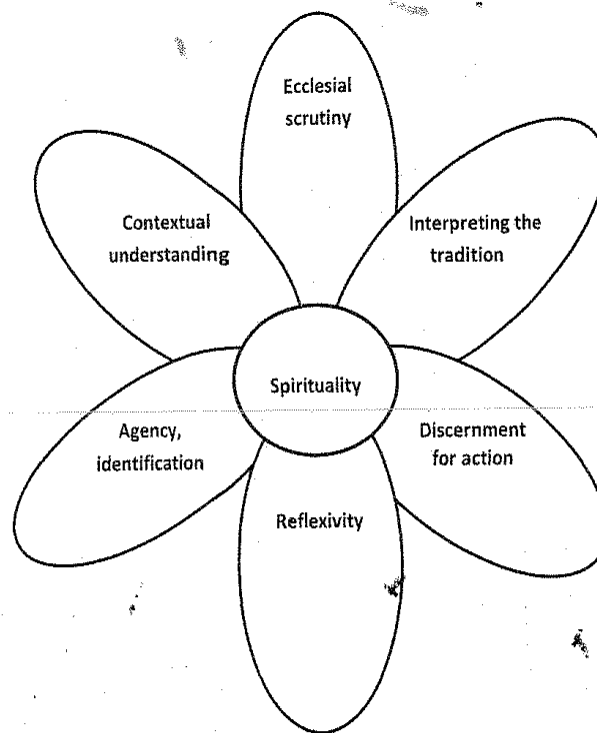 Ecclesial
scrutiny
Contextual
understanding
Interpreting the
tradition
Spirituality
Agency,
identification
Discernment
for action
Reflexivity